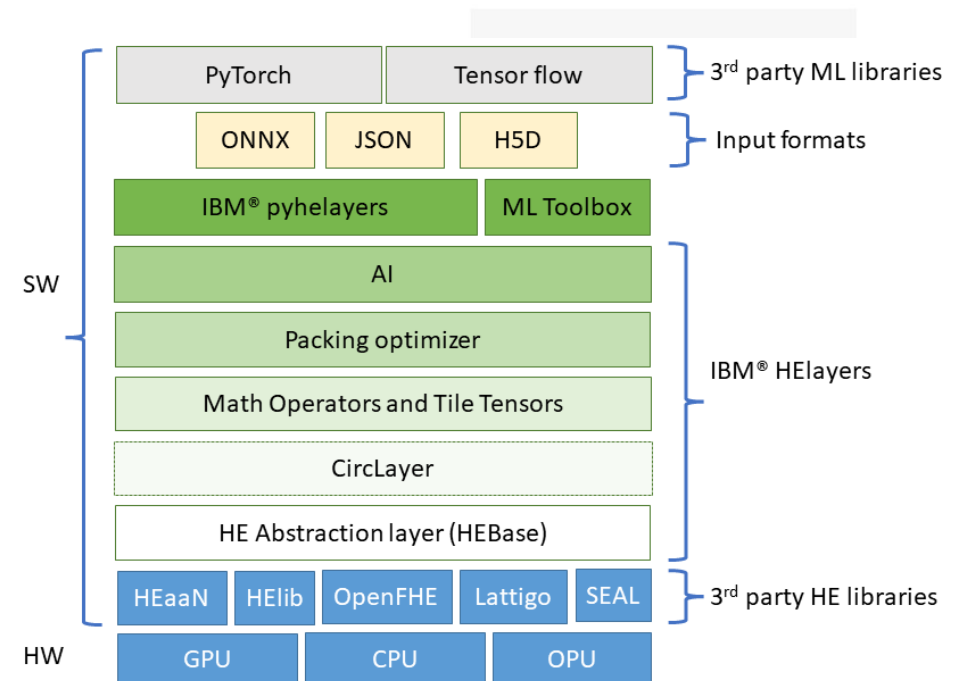 PyTorch
Tensor flow
3rd party ML libraries
ONNX
JSON
H5D
Input formats
IBM® pyhelayers
ML Toolbox
SW
AI
Packing optimizer
IBM® HElayers
Math Operators and Tile Tensors
CircLayer
HE Abstraction layer (HEBase)
HEaaN
HElib
OpenFHE
Lattigo
SEAL
3rd party HE libraries
HW
GPU
CPU
OPU